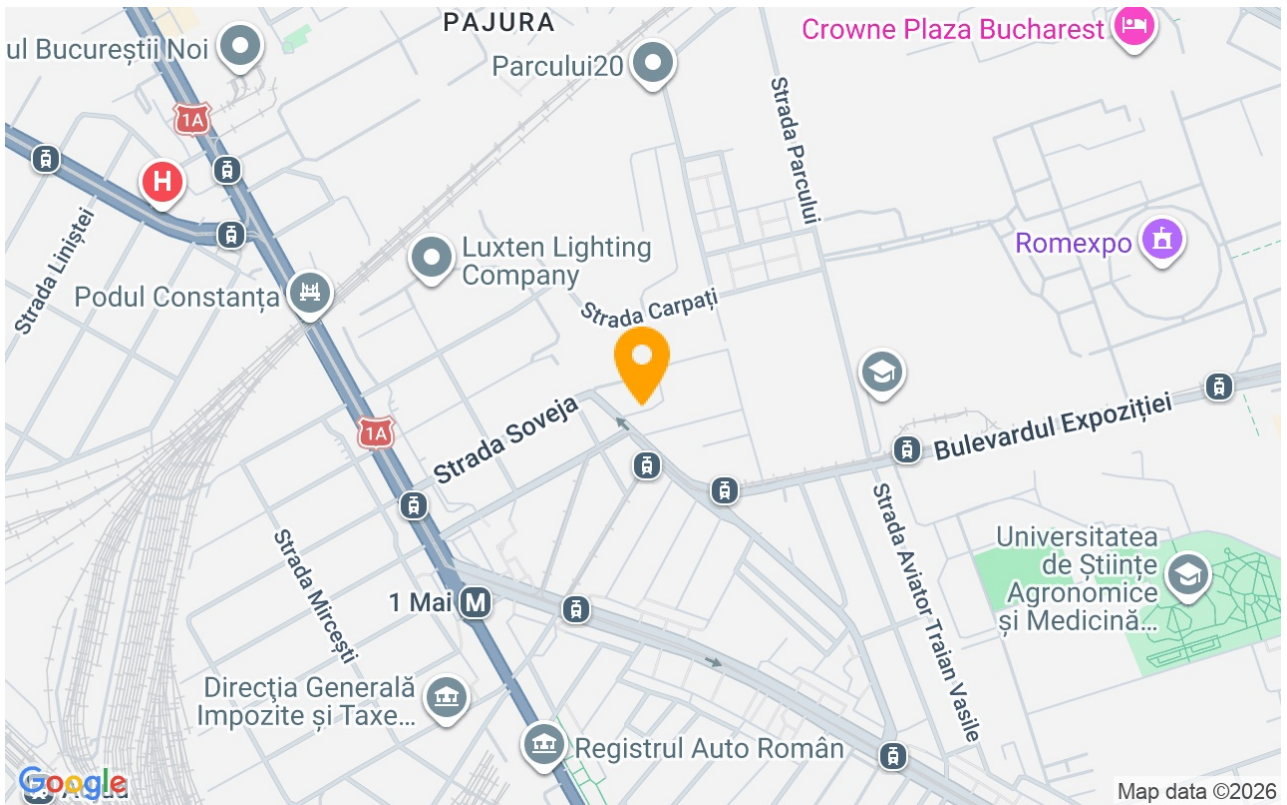 PAJURA
Crowne Plaza Bucharest
ul Bucureștii Noi
Parcului20
1A
Strada Parcului
H
Strada Liniștei
Luxten Lighting
Company
Romexpo
Podul Constanța
Strada Carpați
Strada Soveja
1A
Bulevardul Expoziției
Strada Aviator Traian Vasile
Universitatea
de Științe
Agronomice
și Medicină...
Strada Mircești
1 Mai
M
Direcţia Generală
Impozite și Taxe...
Registrul Auto Român
Google
Map data ©2026